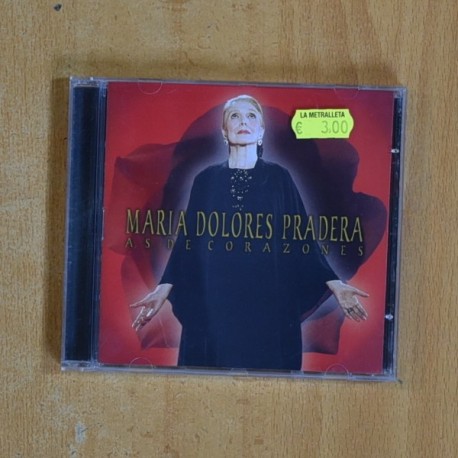 LA METRALLETA
€ 3.00
MARIA DOLORES PRADERA
AS DE CORAZONES